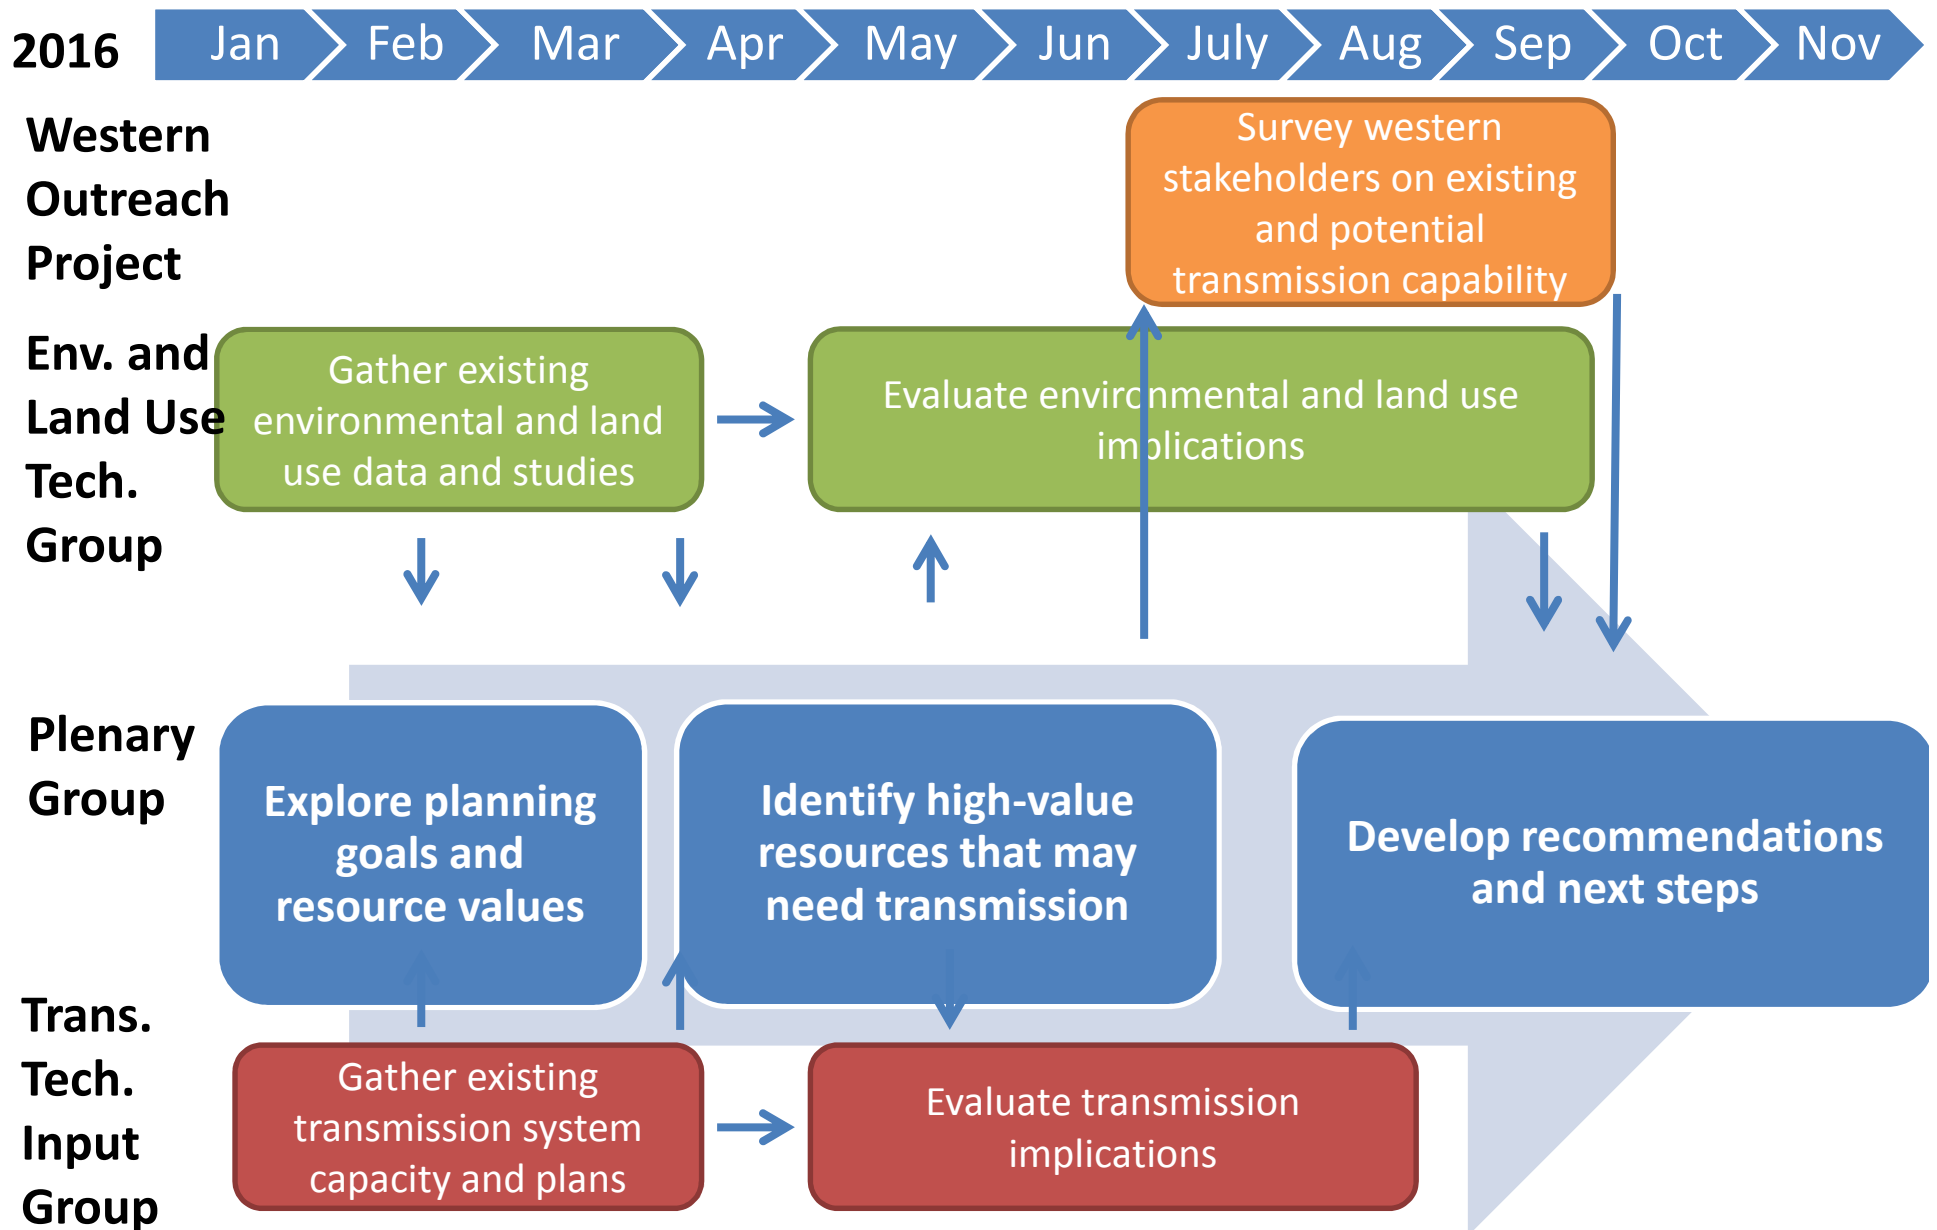 2016 Jan Feb Mar Apr May Jun July Aug Sep Oct Nov
Western
Outreach
Project
Survey western
stakeholders on existing
and potential
transmission capability
Env. and
Land Use
Tech.
Group
Gather existing
environmental and land
use data and studies
Evaluate environmental and land use
implications
Plenary
Group
Explore planning
goals and
resource values
Identify high-value
resources that may
need transmission
Develop recommendations
and next steps
Trans.
Tech.
Input
Group
Gather existing
transmission system
capacity and plans
Evaluate transmission
implications